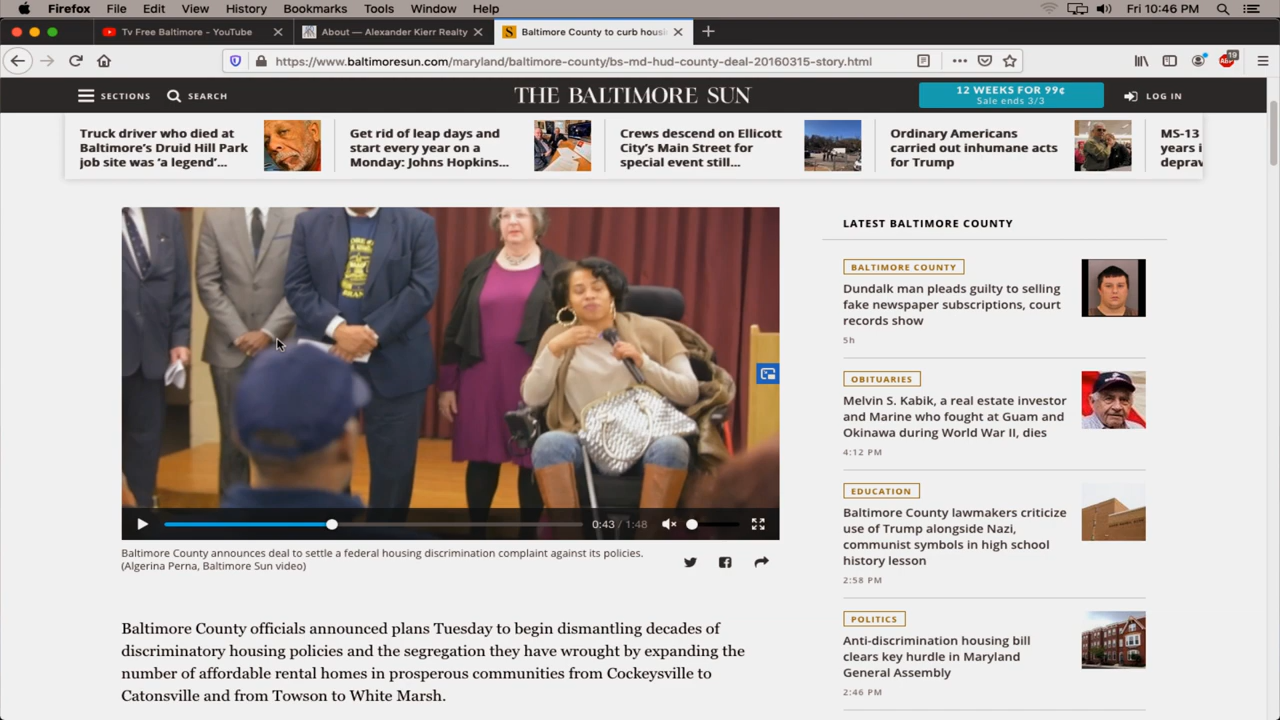 Firefox File Edit View History Bookmarks Tools Window Help Fri 10:46 PM
Tv Free Baltimore - YouTube
About — Alexander Kierr Realty
Baltimore County to curb housi
https://www.baltimoresun.com/maryland/baltimore-county/bs-md-hud-county-deal-20160315-story.html
SECTIONS SEARCH
THE BALTIMORE SUN
12 WEEKS FOR 99¢
Sale ends 3/3
LOG IN
Truck driver who died at
Baltimore's Druid Hill Park
job site was 'a legend'...
Get rid of leap days and
start every year on a
Monday: Johns Hopkins...
Crews descend on Ellicott
City's Main Street for
special event still...
Ordinary Americans
carried out inhumane acts
for Trump
MS-13
years i
deprav
0:43 / 1:48
Baltimore County announces deal to settle a federal housing discrimination complaint against its policies.
(Algerina Perna, Baltimore Sun video)
Baltimore County officials announced plans Tuesday to begin dismantling decades of
discriminatory housing policies and the segregation they have wrought by expanding the
number of affordable rental homes in prosperous communities from Cockeysville to
Catonsville and from Towson to White Marsh.
LATEST BALTIMORE COUNTY
BALTIMORE COUNTY
Dundalk man pleads guilty to selling
fake newspaper subscriptions, court
records show
5h
OBITUARIES
Melvin S. Kabik, a real estate investor
and Marine who fought at Guam and
Okinawa during World War II, dies
4:12 PM
EDUCATION
Baltimore County lawmakers criticize
use of Trump alongside Nazi,
communist symbols in high school
history lesson
2:58 PM
POLITICS
Anti-discrimination housing bill
clears key hurdle in Maryland
General Assembly
2:46 PM